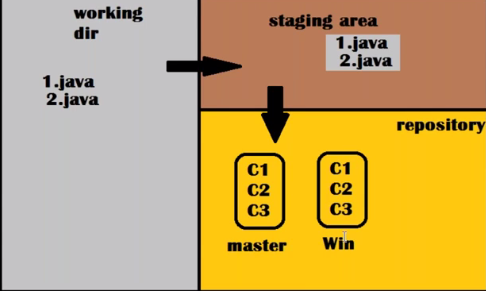 working
dir
1.java
2.java
staging area
1.java
2.java
repository
C1
C2
C3
master
C1
C2
C3
Win